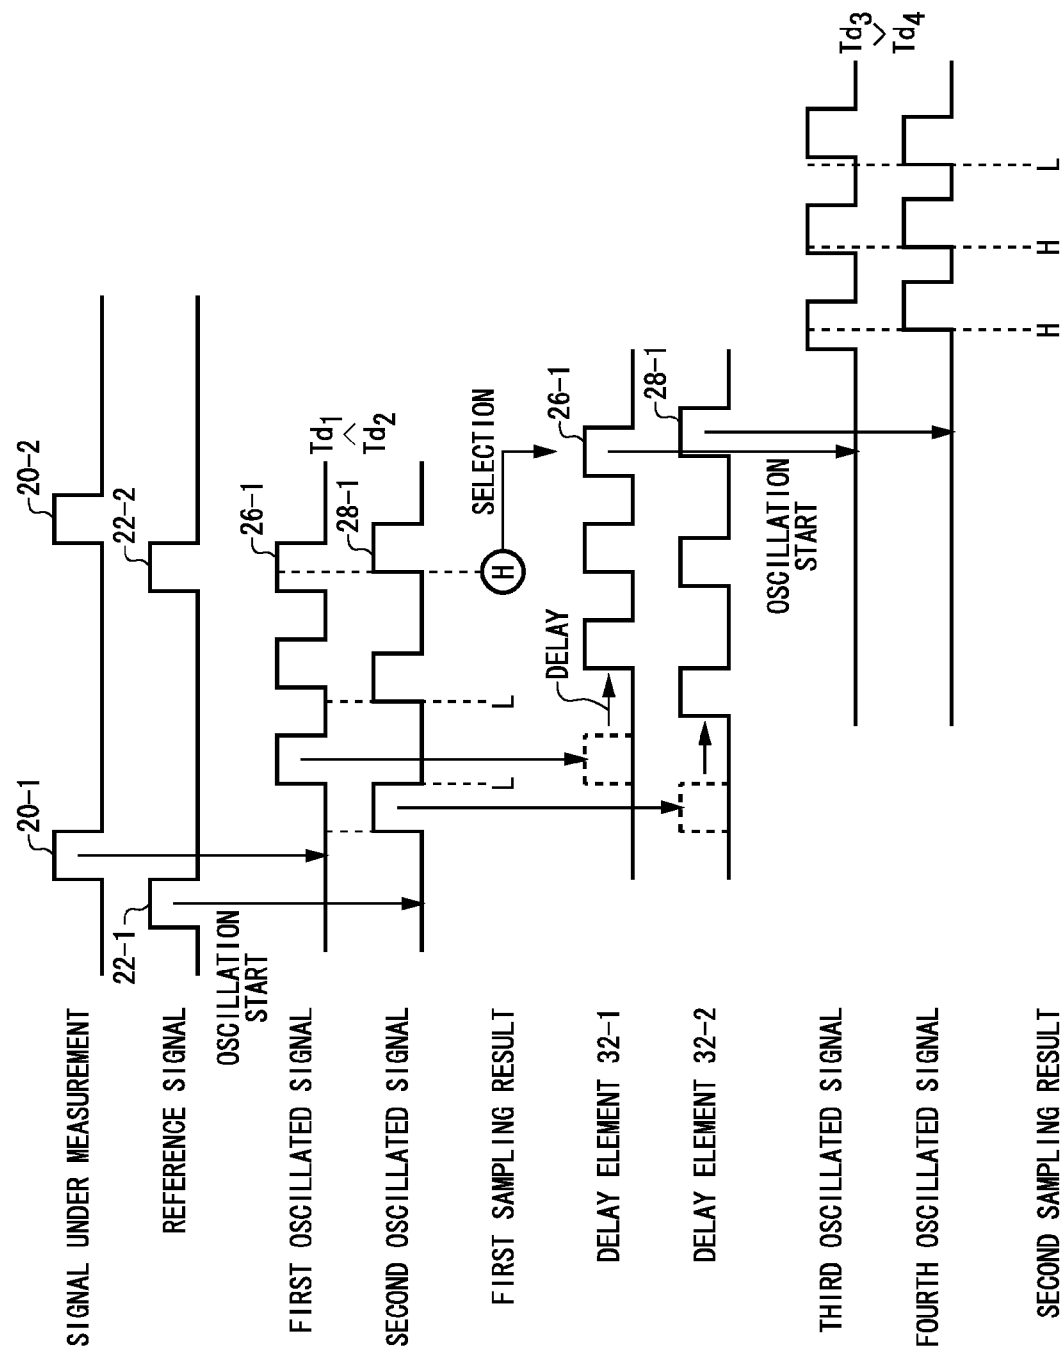 SIGNAL UNDER MEASUREMENT
20-1
20-2
REFERENCE SIGNAL
22-1
22-2
OSCILLATION
START
FIRST OSCILLATED SIGNAL
26-1
Td1
<
Td2
SECOND OSCILLATED SIGNAL
28-1
FIRST SAMPLING RESULT
L
L
H
SELECTION
DELAY ELEMENT 32-1
DELAY
26-1
DELAY ELEMENT 32-2
28-1
OSCILLATION
START
THIRD OSCILLATED SIGNAL
Td3
>
Td4
FOURTH OSCILLATED SIGNAL
SECOND SAMPLING RESULT
H
H
L